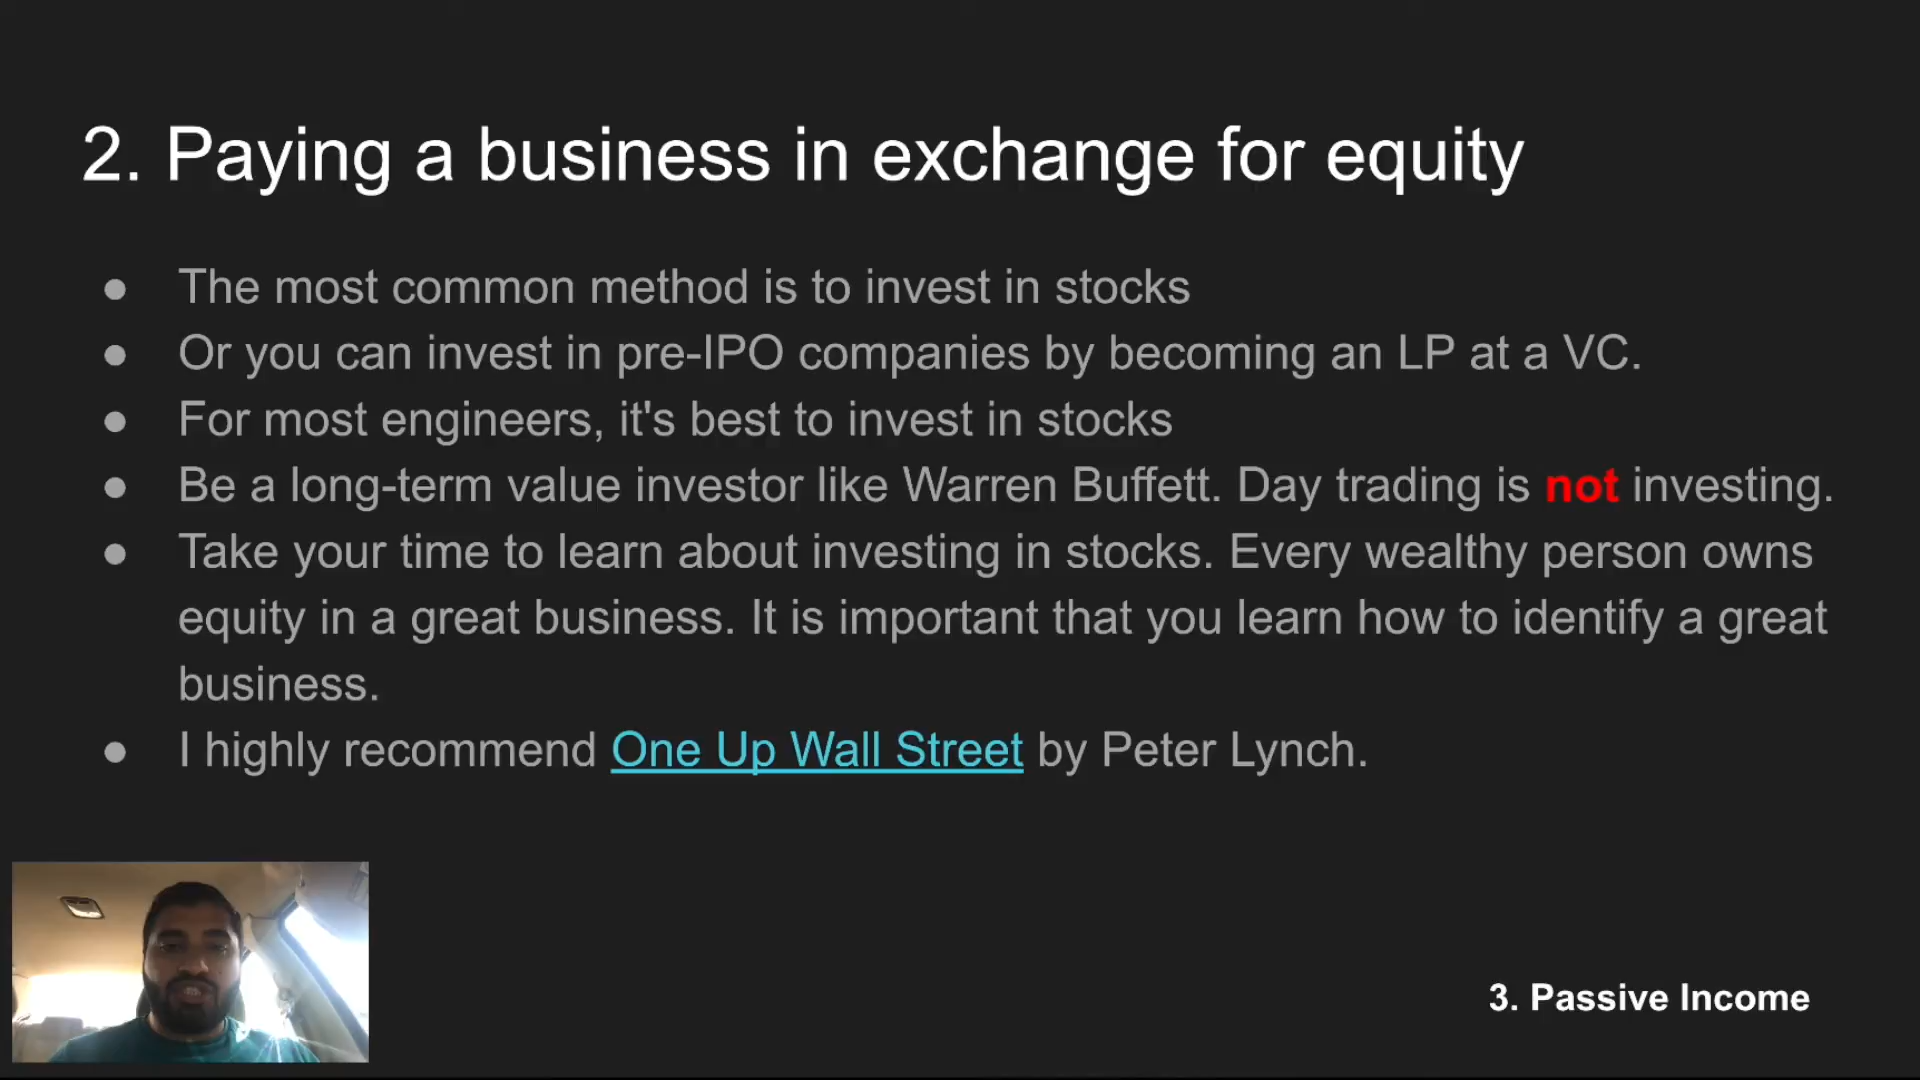 2. Paying a business in exchange for equity
● The most common method is to invest in stocks
● Or you can invest in pre-IPO companies by becoming an LP at a VC.
● For most engineers, it's best to invest in stocks
● Be a long-term value investor like Warren Buffett. Day trading is not investing.
● Take your time to learn about investing in stocks. Every wealthy person owns
equity in a great business. It is important that you learn how to identify a great
business.
● I highly recommend One Up Wall Street by Peter Lynch.
3. Passive Income